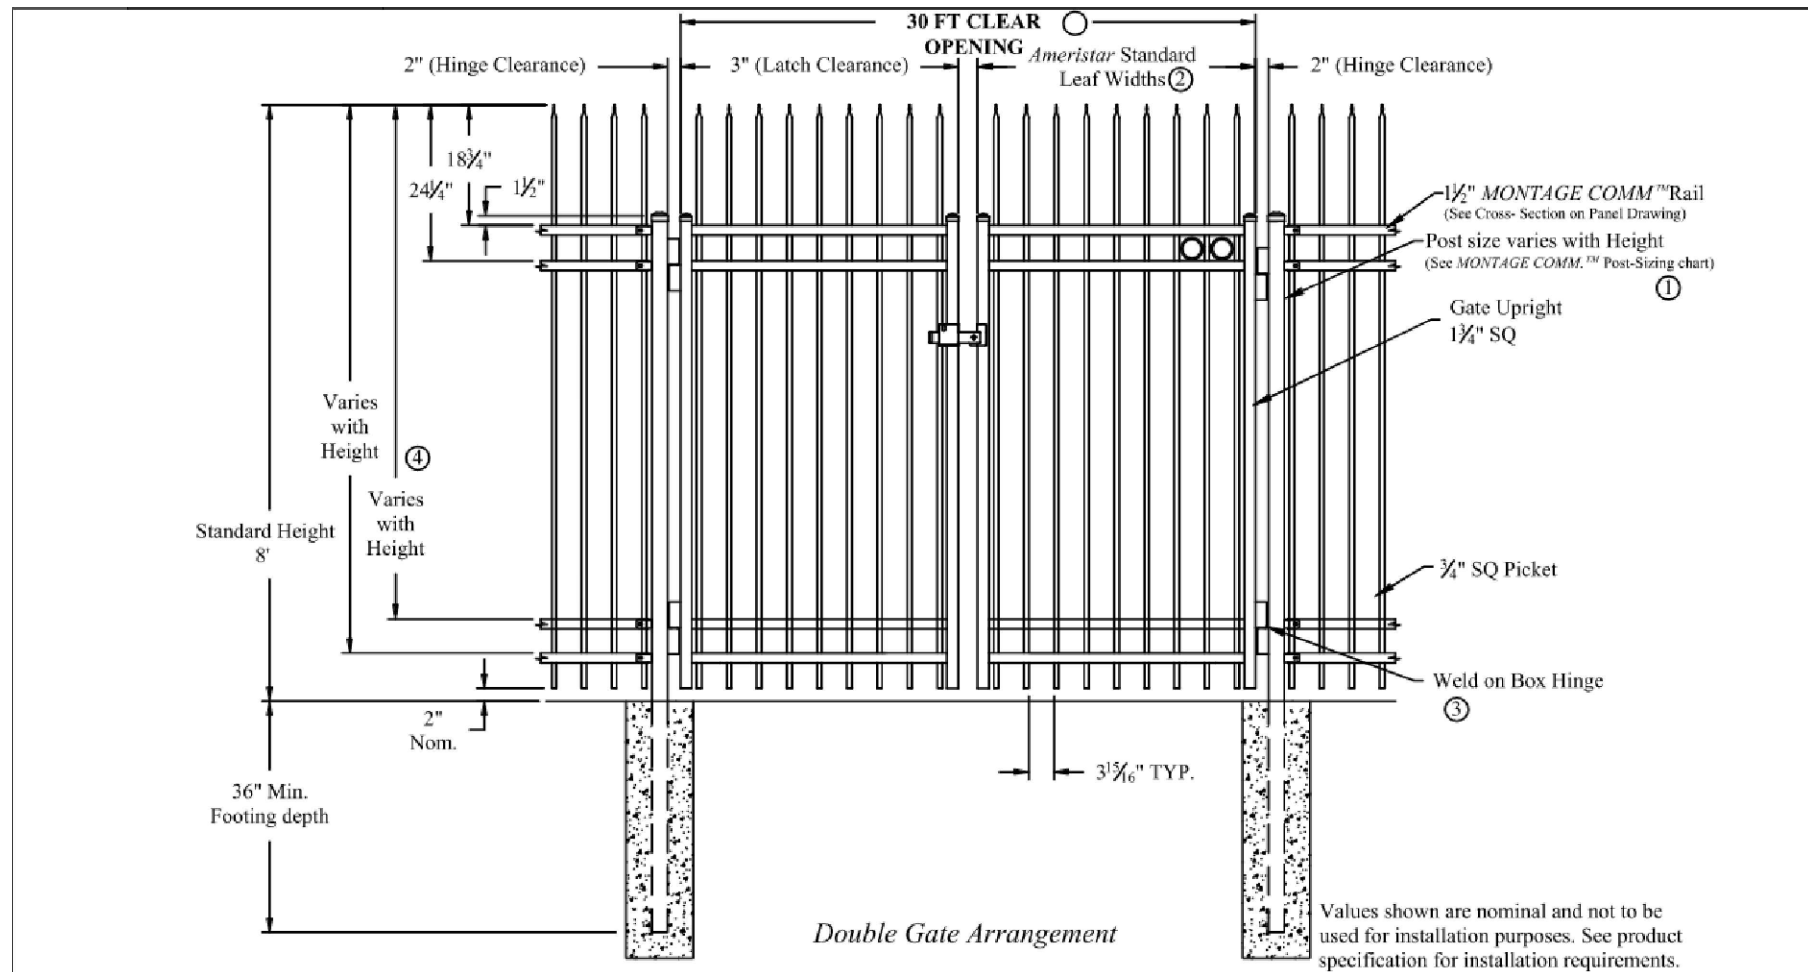 30 FT CLEAR
OPENING
2" (Hinge Clearance)
3" (Latch Clearance)
Ameristar Standard
Leaf Widths ②
2" (Hinge Clearance)
18¾"
24¼"
1½"
1½" MONTAGE COMM™Rail
(See Cross- Section on Panel Drawing)
Post size varies with Height
(See MONTAGE COMM.™ Post-Sizing chart)
①
Gate Upright
1¾" SQ
Varies
with
Height
④
Varies
with
Height
Standard Height
8'
¾" SQ Picket
Weld on Box Hinge
③
2"
Nom.
3¹⁵⁄₁₆" TYP.
36" Min.
Footing depth
Double Gate Arrangement
Values shown are nominal and not to be
used for installation purposes. See product
specification for installation requirements.